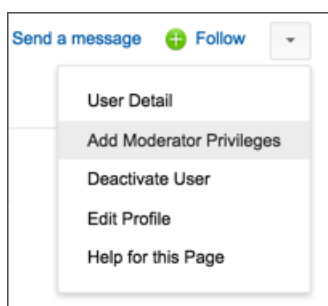 Send a message Follow
User Detail
Add Moderator Privileges
Deactivate User
Edit Profile
Help for this Page